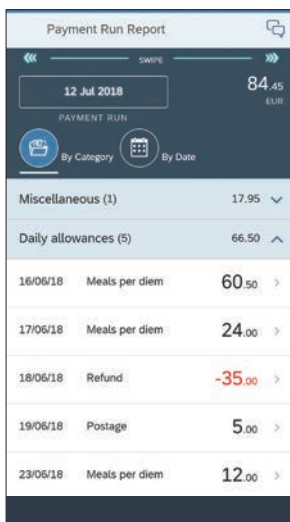 Payment Run Report
SWIPE
12 Jul 2018
84.45
EUR
PAYMENT RUN
By Category
By Date
Miscellaneous (1) 17.95
Daily allowances (5) 66.50
16/06/18 Meals per diem 60.50
17/06/18 Meals per diem 24.00
18/06/18 Refund -35.00
19/06/18 Postage 5.00
23/06/18 Meals per diem 12.00